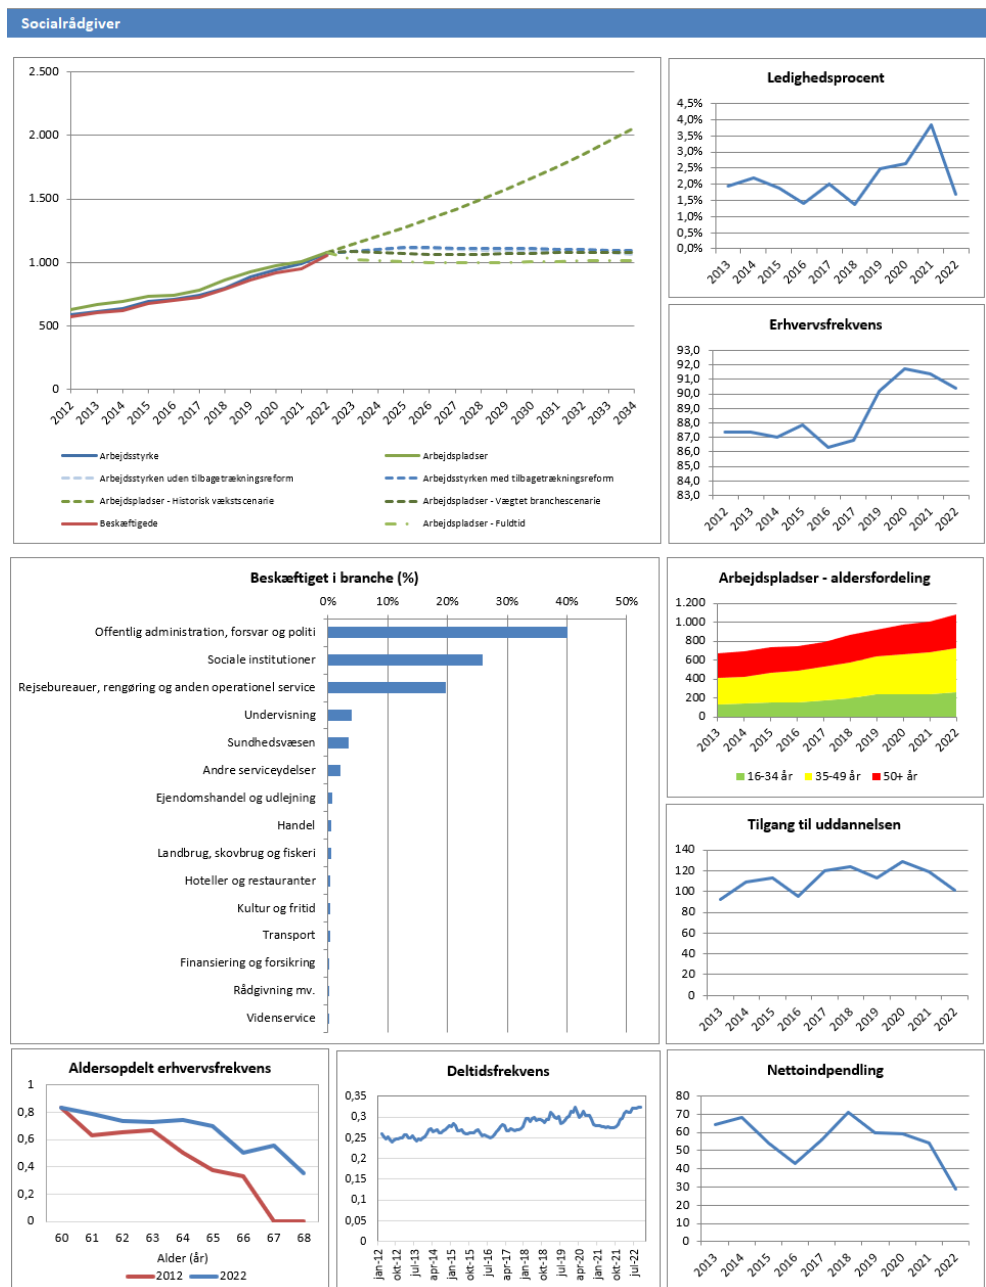 Socialrådgiver
2.500
2.000
1.500
1.000
500
0
2012 2013 2014 2015 2016 2017 2018 2019 2020 2021 2022 2023 2024 2025 2026 2027 2028 2029 2030 2031 2032 2033 2034
Arbejdsstyrke Arbejdspladser
Arbejdsstyrken uden tilbagetrækningsreform Arbejdsstyrken med tilbagetrækningsreform
Arbejdspladser - Historisk vækstscenarie Arbejdspladser - Vægtet branchescenarie
Beskæftigede Arbejdspladser - Fuldtid
Ledighedsprocent
4,5%
4,0%
3,5%
3,0%
2,5%
2,0%
1,5%
1,0%
0,5%
0,0%
2013 2014 2015 2016 2017 2018 2019 2020 2021 2022
Erhvervsfrekvens
93,0
92,0
91,0
90,0
89,0
88,0
87,0
86,0
85,0
84,0
83,0
2012 2013 2014 2015 2016 2017 2018 2019 2020 2021 2022
Beskæftiget i branche (%)
0% 10% 20% 30% 40% 50%
Offentlig administration, forsvar og politi
Sociale institutioner
Rejsebureauer, rengøring og anden operationel service
Undervisning
Sundhedsvæsen
Andre serviceydelser
Ejendomshandel og udlejning
Handel
Landbrug, skovbrug og fiskeri
Hoteller og restauranter
Kultur og fritid
Transport
Finansiering og forsikring
Rådgivning mv.
Videnservice
Arbejdspladser - aldersfordeling
1.200
1.000
800
600
400
200
0
2013 2014 2015 2016 2017 2018 2019 2020 2021 2022
16-34 år 35-49 år 50+ år
Tilgang til uddannelsen
140
120
100
80
60
40
20
0
2013 2014 2015 2016 2017 2018 2019 2020 2021 2022
Aldersopdelt erhvervsfrekvens
1
0,8
0,6
0,4
0,2
0
60 61 62 63 64 65 66 67 68
Alder (år)
2012 2022
Deltidsfrekvens
0,35
0,3
0,25
0,2
0,15
0,1
0,05
0
jan-12 okt-12 jul-13 apr-14 jan-15 okt-15 jul-16 apr-17 jan-18 okt-18 jul-19 apr-20 jan-21 okt-21 jul-22
Nettoindpendling
80
70
60
50
40
30
20
10
0
2013 2014 2015 2016 2017 2018 2019 2020 2021 2022